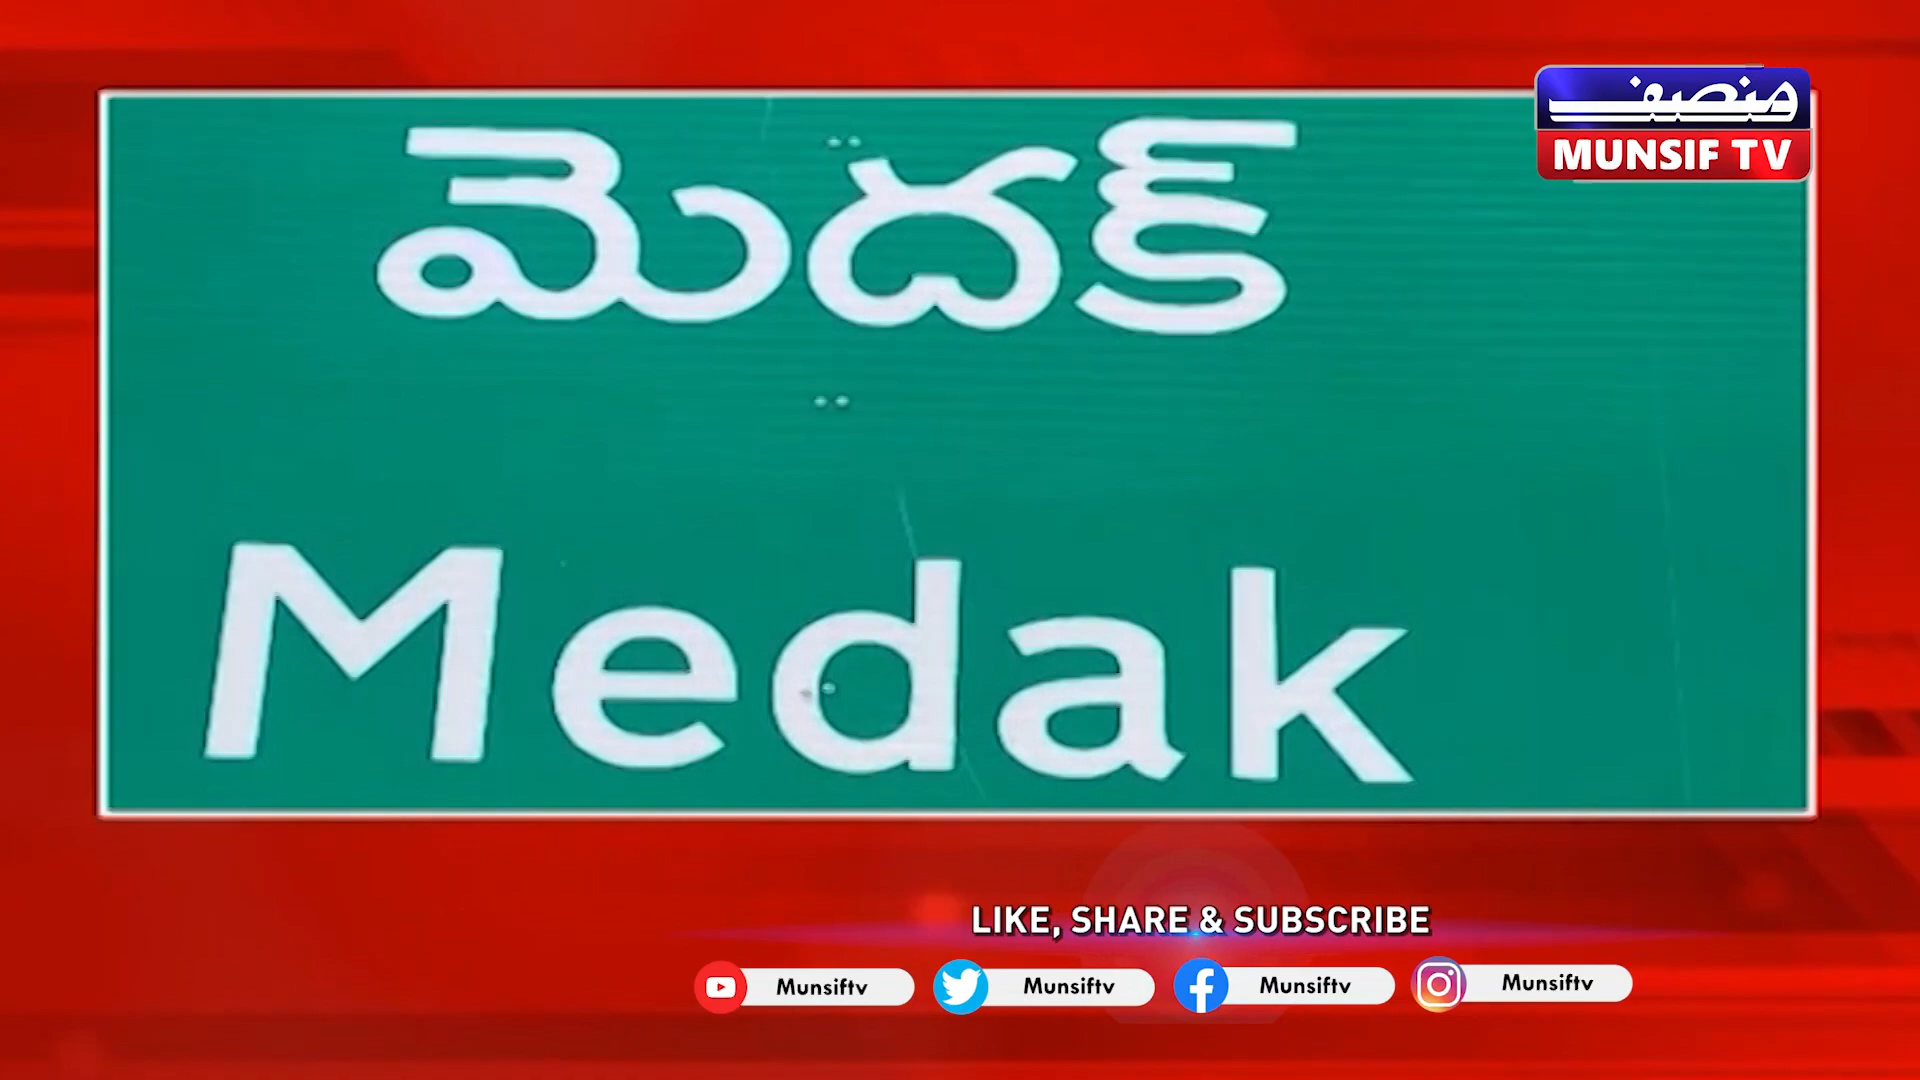 منصف
MUNSIF TV
మెదక్
Medak
LIKE, SHARE & SUBSCRIBE
Munsiftv Munsiftv Munsiftv Munsiftv